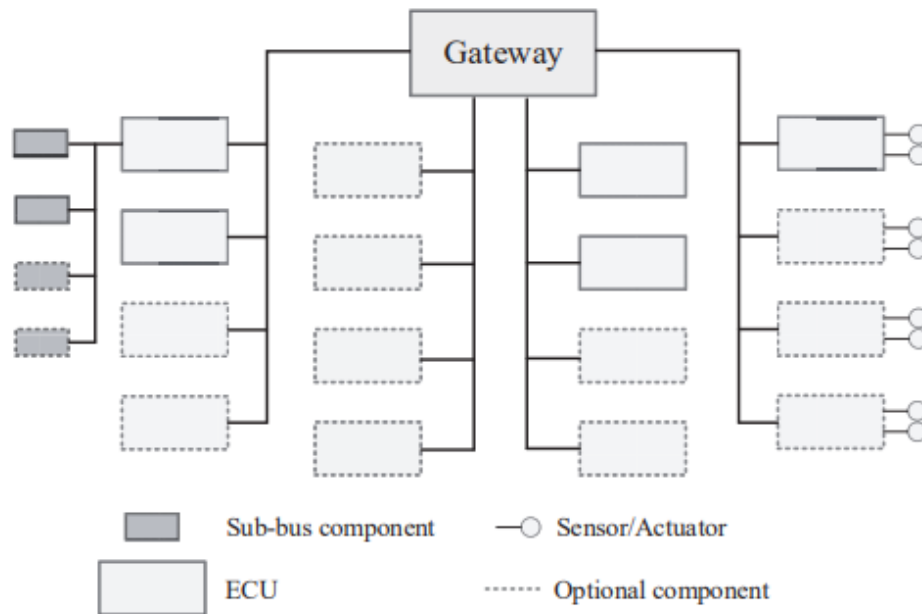 Gateway
Sub-bus component
Sensor/Actuator
ECU
Optional component